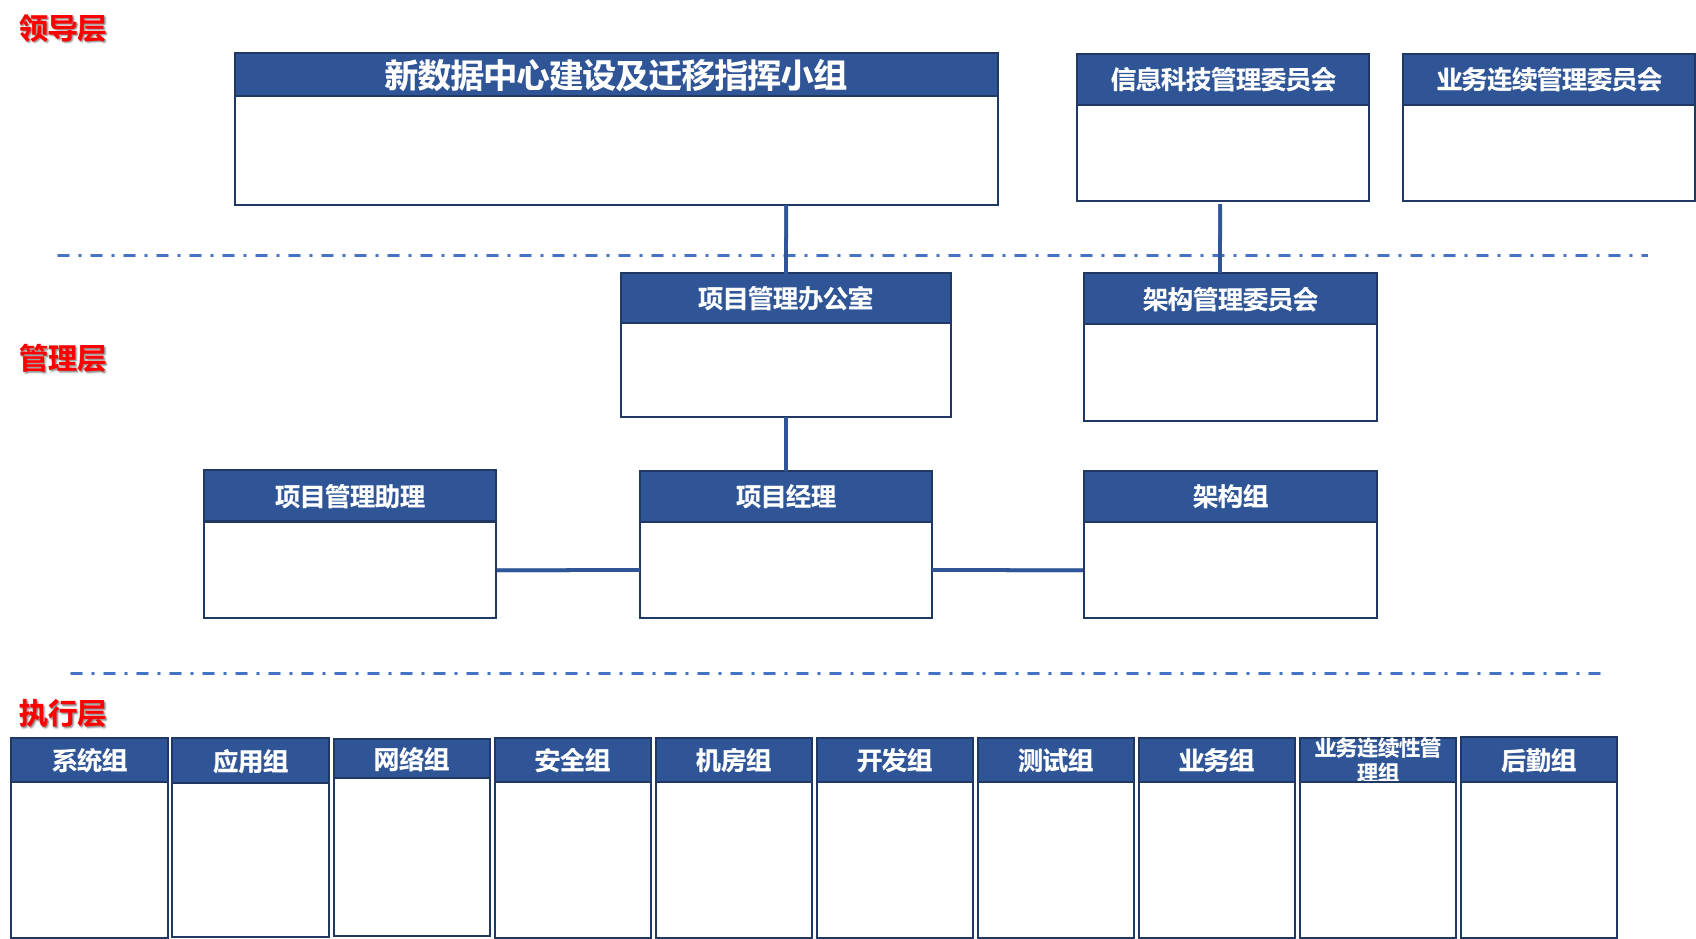 领导层
新数据中心建设及迁移指挥小组
信息科技管理委员会
业务连续管理委员会
项目管理办公室
架构管理委员会
管理层
项目管理助理
项目经理
架构组
执行层
系统组
应用组
网络组
安全组
机房组
开发组
测试组
业务组
业务连续性管
理组
后勤组